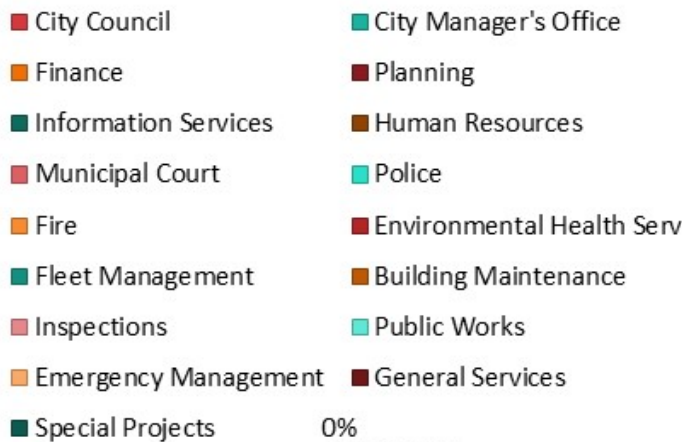 City Council City Manager's Office
Finance Planning
Information Services Human Resources
Municipal Court Police
Fire Environmental Health Serv
Fleet Management Building Maintenance
Inspections Public Works
Emergency Management General Services
Special Projects 0%